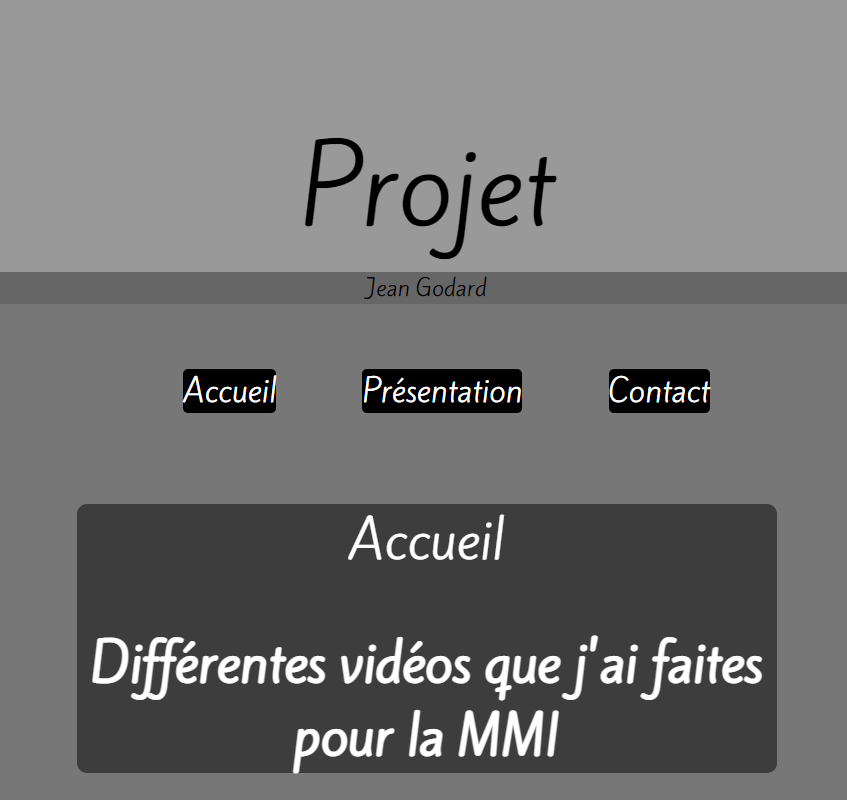 Projet
Jean Godard
Accueil Présentation Contact
Accueil
Différentes vidéos que j'ai faites
pour la MMI